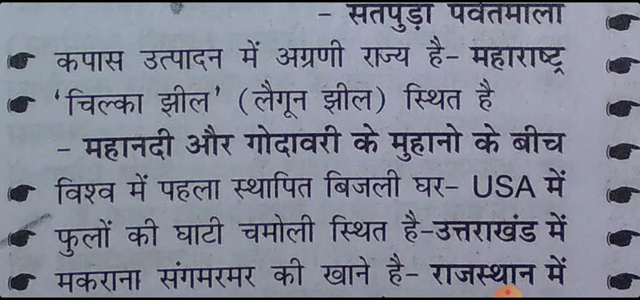 - सतपुड़ा पर्वतमाला
कपास उत्पादन में अग्रणी राज्य है- महाराष्ट्र
'चिल्का झील' (लैगून झील) स्थित है
- महानदी और गोदावरी के मुहानो के बीच
विश्व में पहला स्थापित बिजली घर- USA में
फुलों की घाटी चमोली स्थित है-उत्तराखंड में
मकराना संगमरमर की खाने है- राजस्थान में